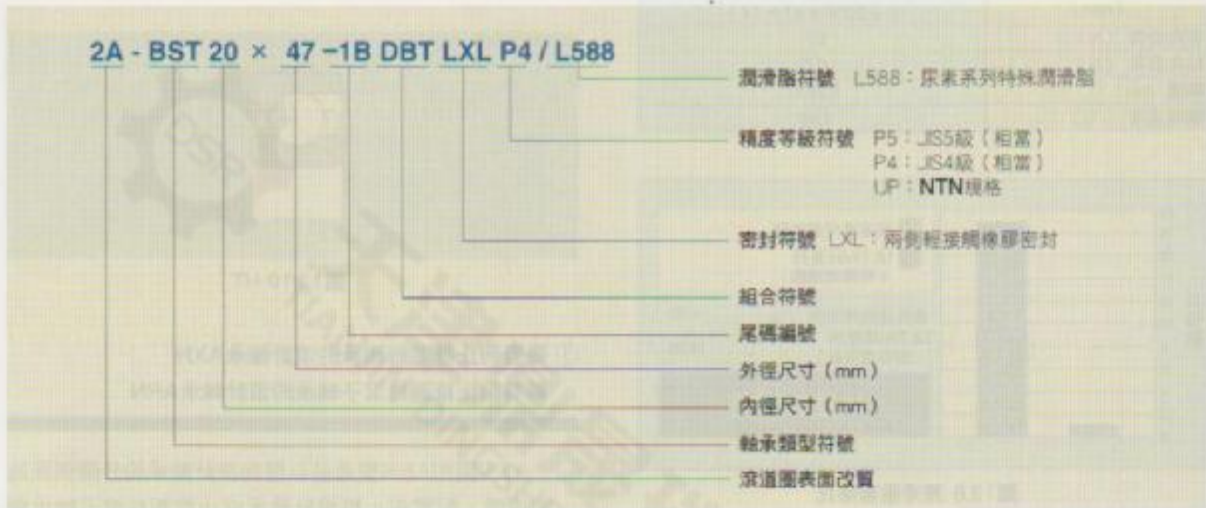 2A - BST 20 × 47 -1B DBT LXL P4 / L588
潤滑脂符號 L588：尿素系列特殊潤滑脂
精度等級符號 P5：JIS5級（相當）
P4：JIS4級（相當）
UP：NTN規格
密封符號 LXL：兩側輕接觸橡膠密封
組合符號
尾碼編號
外徑尺寸（mm）
內徑尺寸（mm）
軸承類型符號
滾道圈表面改質
DSR